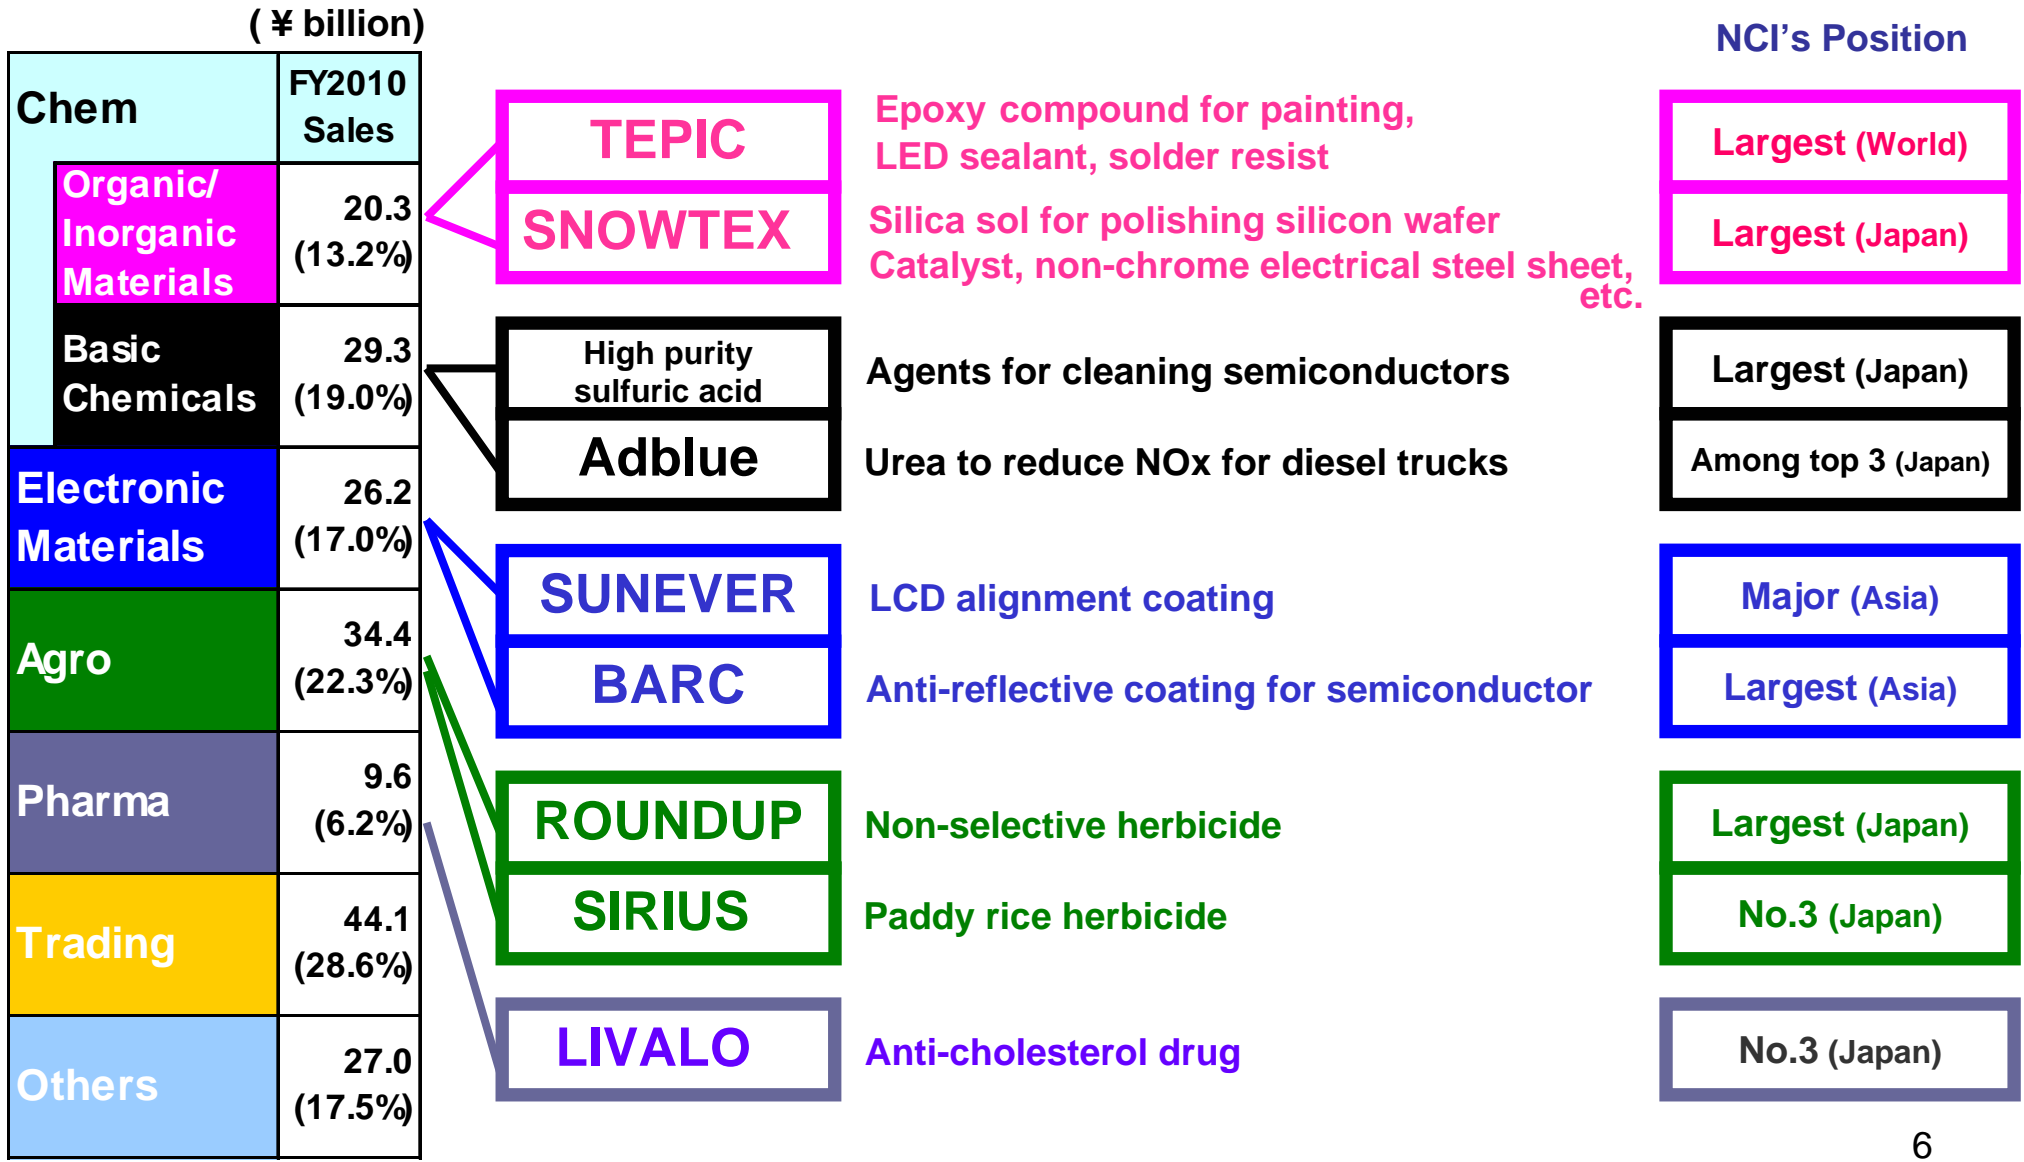 ( ¥ billion)
NCI's Position
Chem
FY2010
Sales
Organic/
Inorganic
Materials
20.3
(13.2%)
TEPIC
Epoxy compound for painting,
LED sealant, solder resist
Largest (World)
SNOWTEX
Silica sol for polishing silicon wafer
Catalyst, non-chrome electrical steel sheet,
etc.
Largest (Japan)
Basic
Chemicals
29.3
(19.0%)
High purity
sulfuric acid
Agents for cleaning semiconductors
Largest (Japan)
Adblue
Urea to reduce NOx for diesel trucks
Among top 3 (Japan)
Electronic
Materials
26.2
(17.0%)
SUNEVER
LCD alignment coating
Major (Asia)
BARC
Anti-reflective coating for semiconductor
Largest (Asia)
Agro
34.4
(22.3%)
ROUNDUP
Non-selective herbicide
Largest (Japan)
SIRIUS
Paddy rice herbicide
No.3 (Japan)
Pharma
9.6
(6.2%)
LIVALO
Anti-cholesterol drug
No.3 (Japan)
Trading
44.1
(28.6%)
Others
27.0
(17.5%)
6